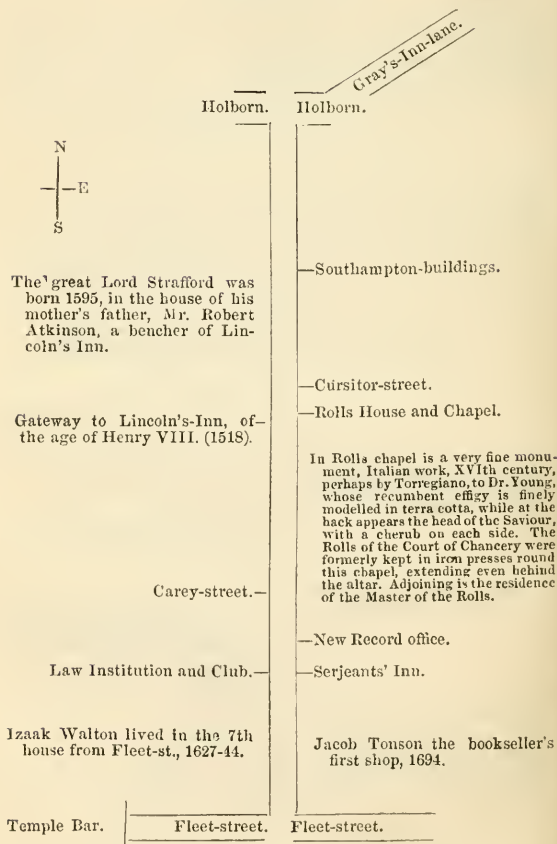 Gray's-Inn-lane.
Holborn. Holborn.
N
E
S
Southampton-buildings.
The great Lord Strafford was
born 1595, in the house of his
mother's father, Mr. Robert
Atkinson, a bencher of Lin-
coln's Inn.
Cursitor-street.
Rolls House and Chapel.
Gateway to Lincoln's-Inn, of
the age of Henry VIII. (1518).
In Rolls chapel is a very fine monu-
ment, Italian work, XVIth century,
perhaps by Torregiano, to Dr. Young,
whose recumbent effigy is finely
modelled in terra cotta, while at the
back appears the head of the Saviour,
with a cherub on each side. The
Rolls of the Court of Chancery were
formerly kept in iron presses round
this chapel, extending even behind
the altar. Adjoining is the residence
of the Master of the Rolls.
Carey-street.
New Record office.
Law Institution and Club.
Serjeants' Inn.
Izaak Walton lived in the 7th
house from Fleet-st., 1627-44.
Jacob Tonson the bookseller's
first shop, 1694.
Temple Bar. Fleet-street. Fleet-street.